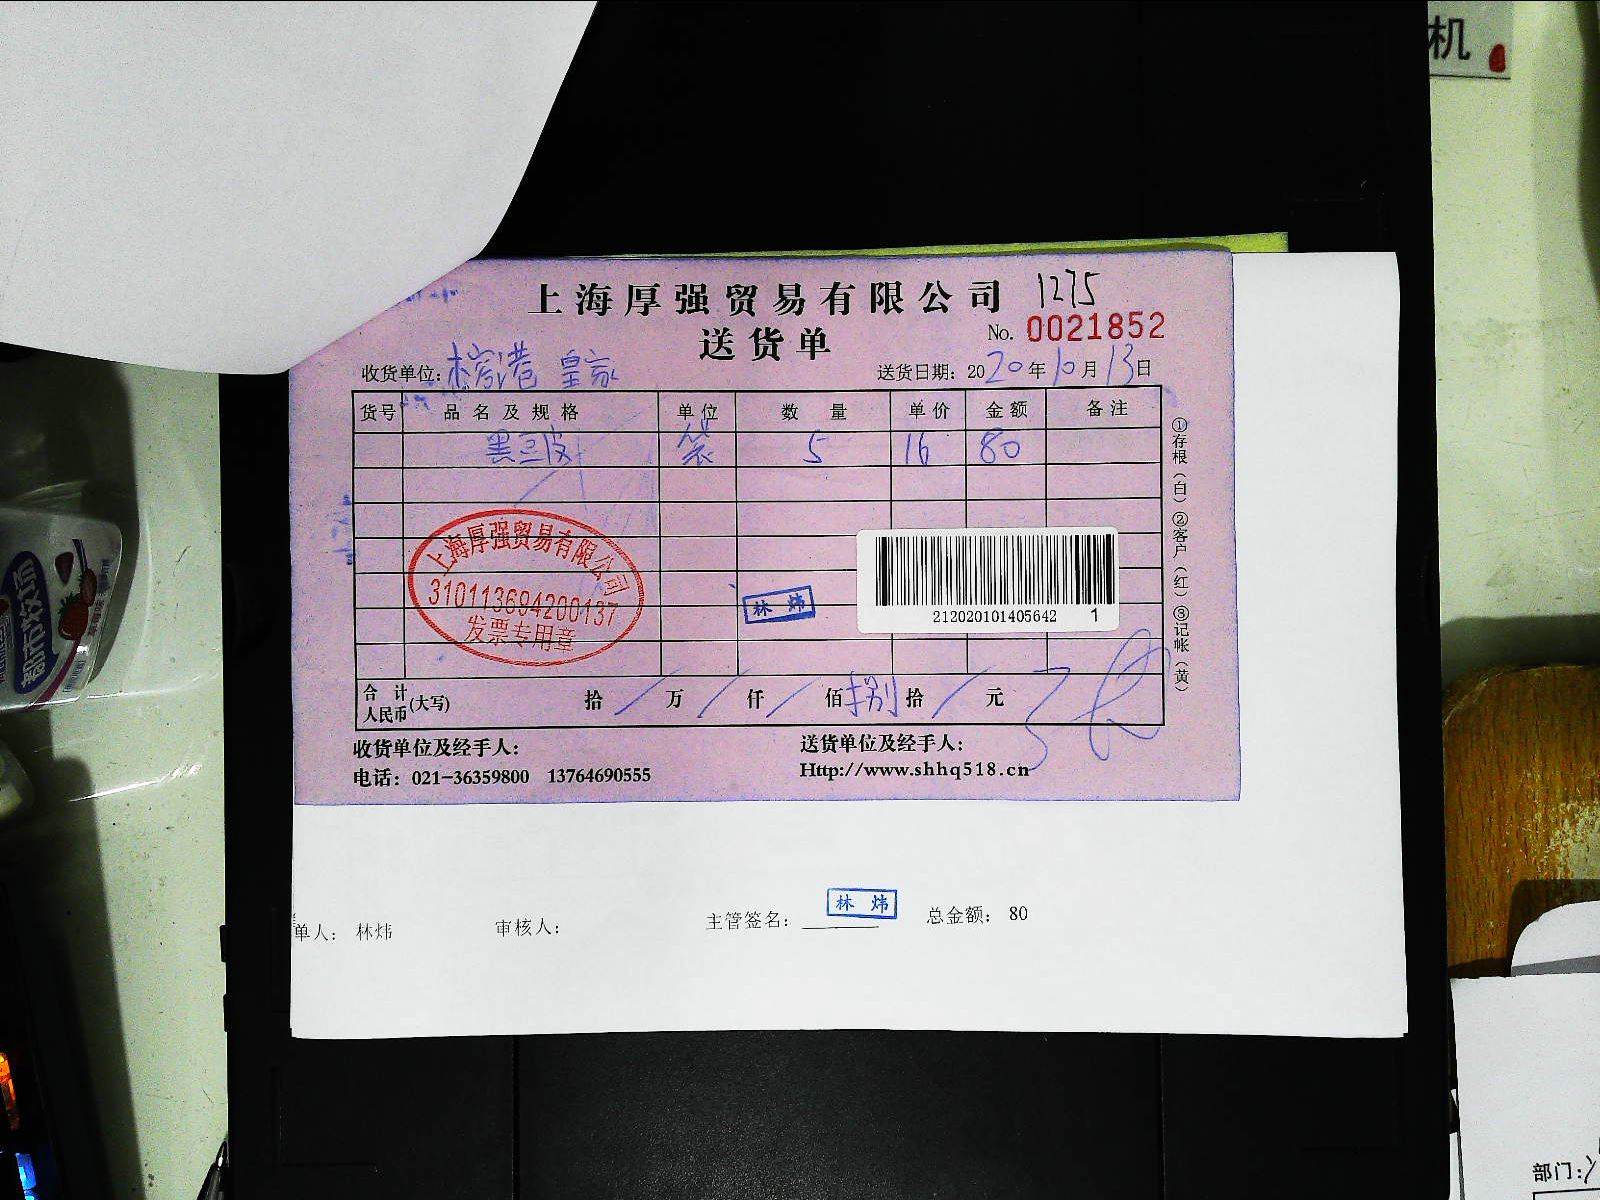 机
上海厚强贸易有限公司 1275
No. 0021852
送货单
收货单位: 皇家 送货日期: 2020年10月13日
货号 品名及规格 单位 数量 单价 金额 备注
黑豆皮 袋 5 16 80
①存根(白)②客户(红)③记帐(黄)
上海厚强贸易有限公司
310113694200137
发票专用章
林 炜
212020101405642 1
合计人民币(大写) 拾 万 仟 佰 捌 拾 元
收货单位及经手人: 送货单位及经手人:
电话: 021-36359800 13764690555 Http://www.shhq518.cn
单人: 林炜 审核人: 主管签名: 林 炜 总金额: 80
都市牧场
部门: